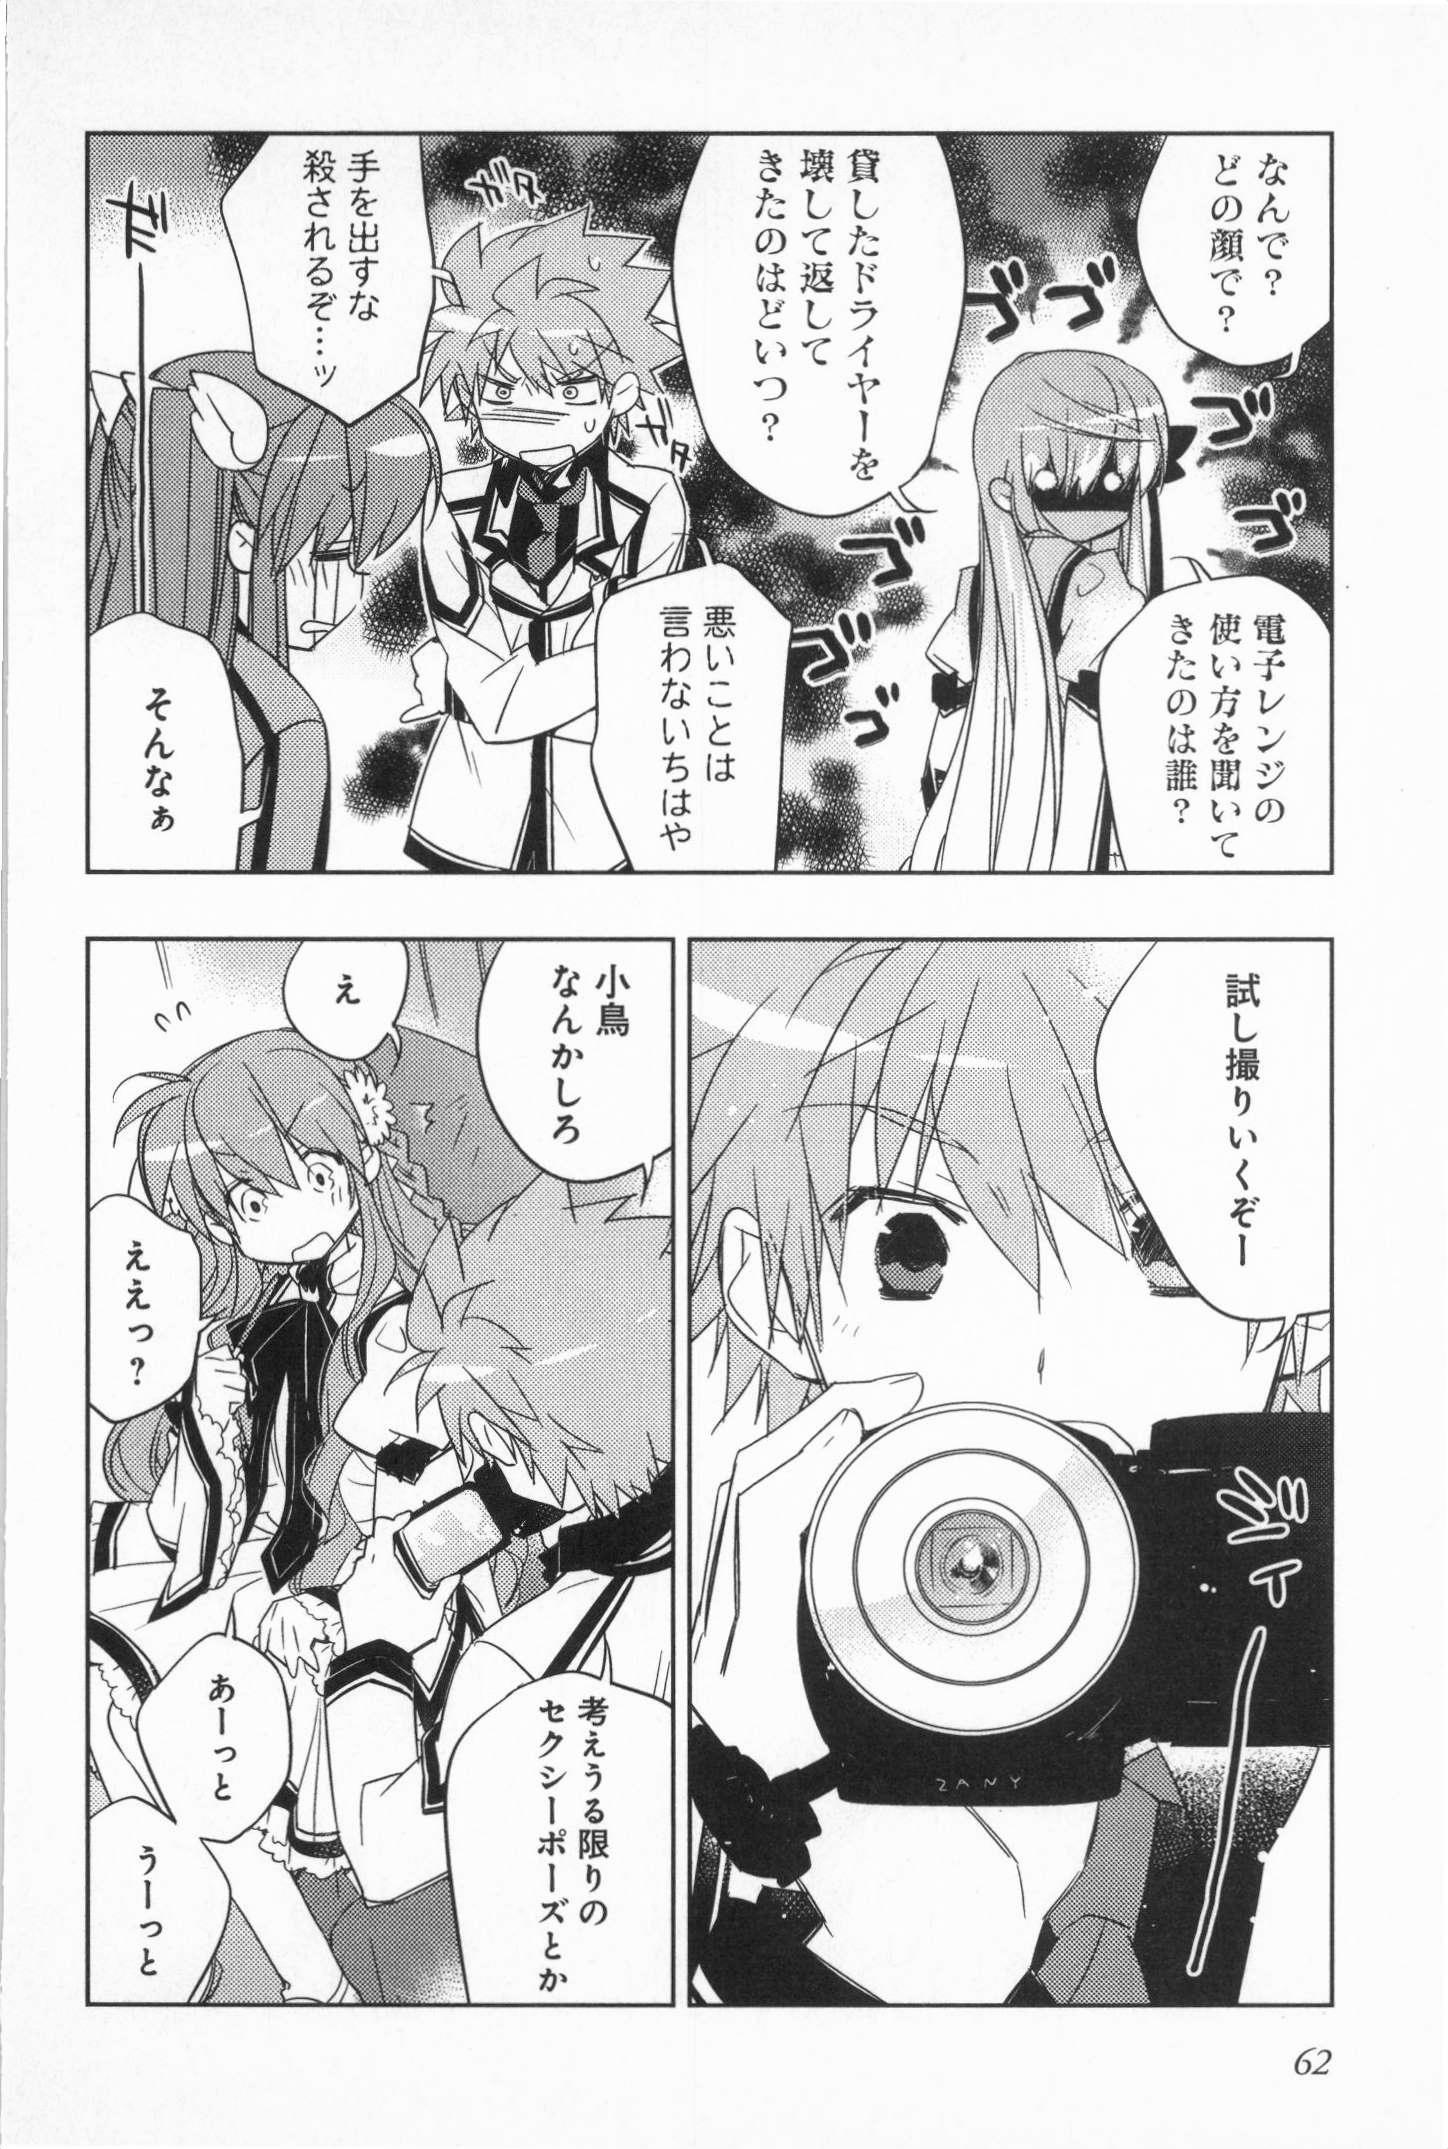 なんで？
どの顔で？
電子レンジの
使い方を聞いて
きたのは誰？
貸したドライヤーを
壊して返して
きたのはどいつ？
ゴゴ
ゴゴ
ゴゴ
ゴゴ
ガタ
ガタ
悪いことは
言わないちはや
手を出すな
殺されるぞ…ッ
そんなぁ
試し撮りいくぞー
ジー
ZANY
小鳥
なんかしろ
え
ええっ？
考えうる限りの
セクシーポーズとか
あーっと
うーっと
62